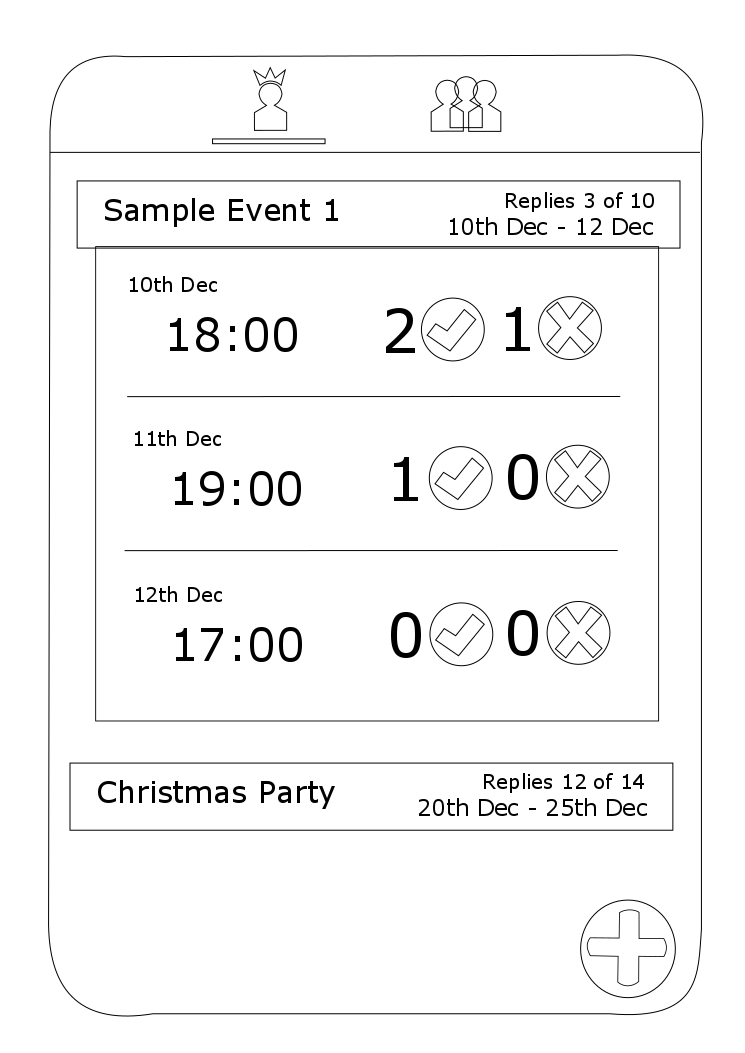 Sample Event 1
Replies 3 of 10
10th Dec - 12 Dec
10th Dec
18:00 2 1
11th Dec
19:00 1 0
12th Dec
17:00 0 0
Christmas Party
Replies 12 of 14
20th Dec - 25th Dec